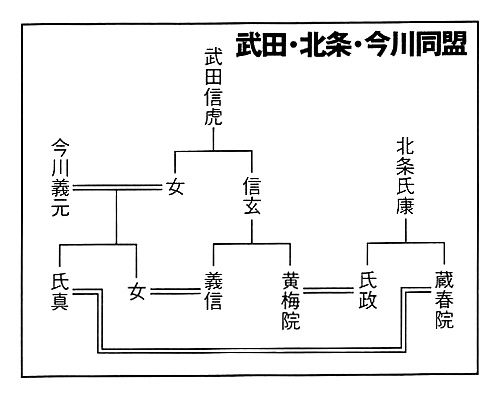 武田・北条・今川同盟
武田信虎
北条氏康
今川義元
女
信玄
氏真
女
義信
黄梅院
氏政
蔵春院